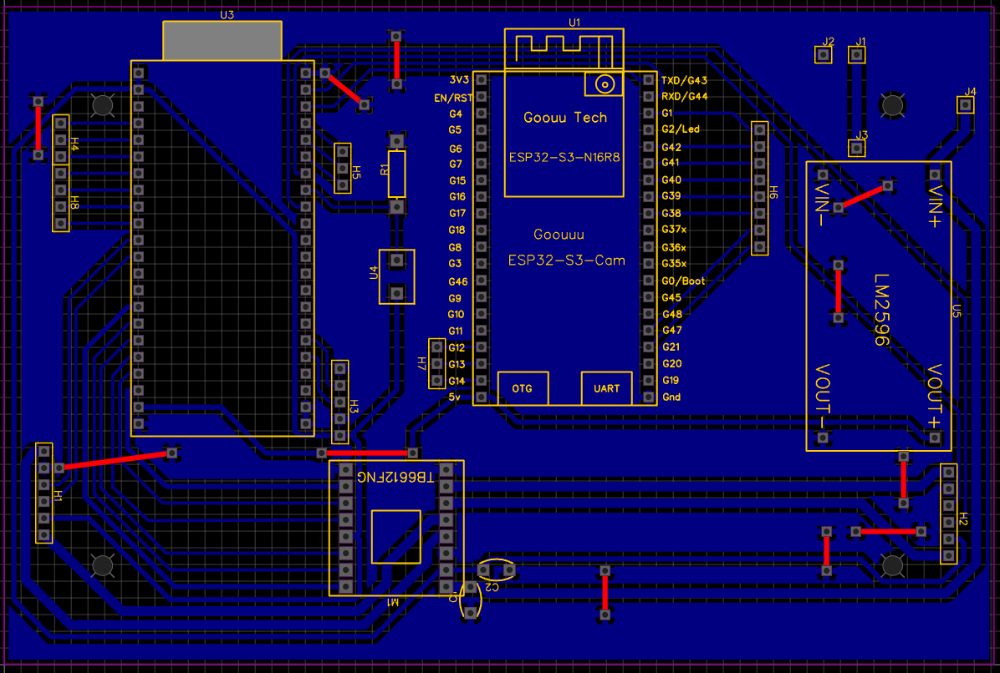 U3
U1
J2
J1
3V3
EN/RST
G4
G5
G6
G7
G15
G16
G17
G18
G8
G3
G46
G9
G10
G11
G12
G13
G14
5v
TXD/G43
RXD/G44
G1
G2/Led
G42
G41
G40
G39
G38
G37x
G36x
G35x
G0/Boot
G45
G48
G47
G21
G20
G19
Gnd
Goouu Tech
ESP32-S3-N16R8
Goouuu
ESP32-S3-Cam
OTG
UART
J4
J3
H4
H8
H5
R1
U4
H6
H7
H3
VIN-
VIN+
LM2596
U5
VOUT-
VOUT+
TB6612FNG
H1
H2
C2
M1